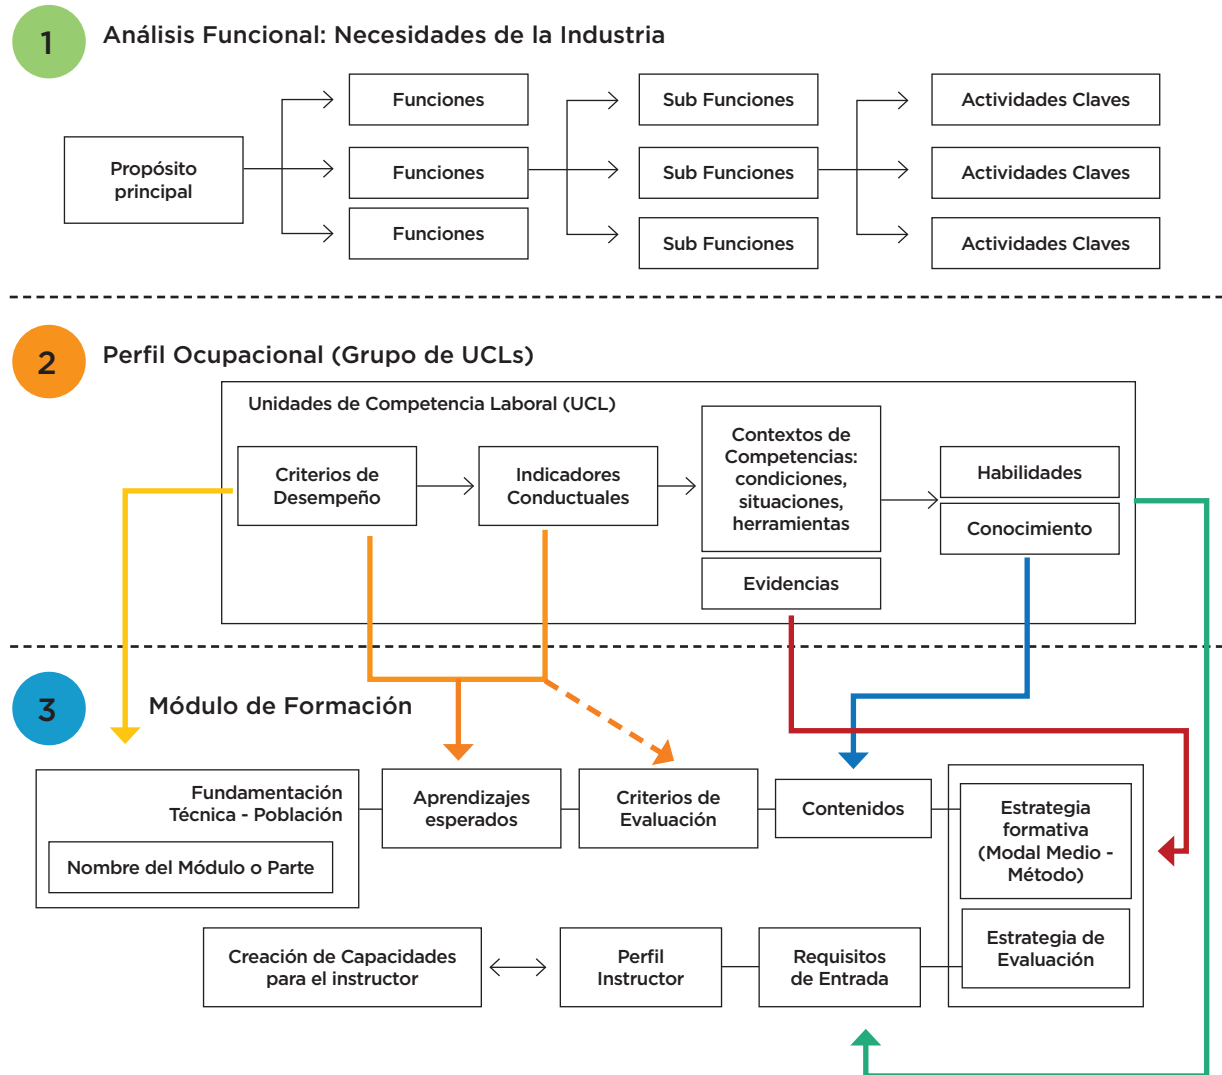 1
Análisis Funcional: Necesidades de la Industria
Propósito
principal
Funciones
Funciones
Funciones
Sub Funciones
Sub Funciones
Sub Funciones
Actividades Claves
Actividades Claves
Actividades Claves
2
Perfil Ocupacional (Grupo de UCLs)
Unidades de Competencia Laboral (UCL)
Criterios de
Desempeño
Indicadores
Conductuales
Contextos de
Competencias:
condiciones,
situaciones,
herramientas
Evidencias
Habilidades
Conocimiento
3
Módulo de Formación
Fundamentación
Técnica - Población
Nombre del Módulo o Parte
Aprendizajes
esperados
Criterios de
Evaluación
Contenidos
Estrategia
formativa
(Modal Medio -
Método)
Estrategia de
Evaluación
Requisitos
de Entrada
Perfil
Instructor
Creación de Capacidades
para el instructor